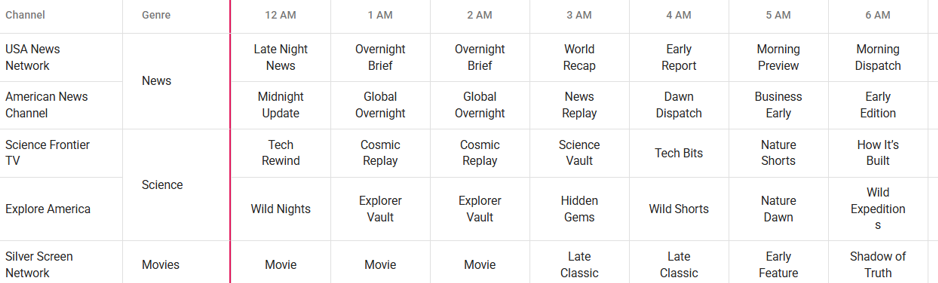 Channel Genre 12 AM 1 AM 2 AM 3 AM 4 AM 5 AM 6 AM
USA News Late Night Overnight Overnight World Early Morning Morning
Network News Brief Brief Recap Report Preview Dispatch
News
American News Midnight Global Global News Dawn Business Early
Channel Update Overnight Overnight Replay Dispatch Early Edition
Science Frontier Tech Cosmic Cosmic Science Tech Bits Nature How It's
TV Rewind Replay Replay Vault Shorts Built
Science
Explore America Wild Nights Explorer Explorer Hidden Wild Shorts Nature Wild
Vault Vault Gems Dawn Expedition
s
Silver Screen Movies Movie Movie Movie Late Late Early Shadow of
Network Classic Classic Feature Truth